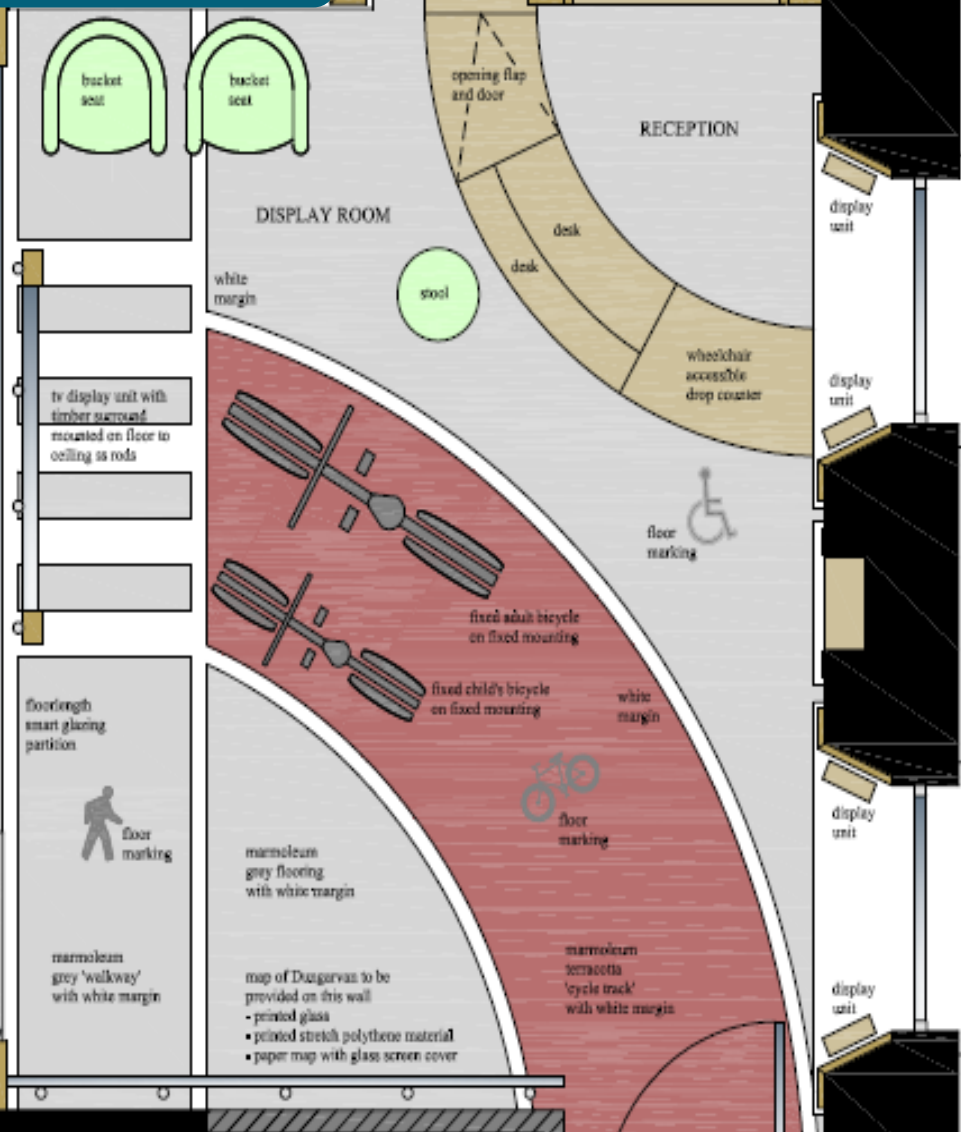 bucket
seat
bucket
seat
opening flap
and door
RECEPTION
display
unit
DISPLAY ROOM
desk
desk
white
margin
stool
wheelchair
accessible
drop counter
display
unit
tv display unit with
timber surround
mounted on floor to
ceiling ss rods
floor
marking
fixed adult bicycle
on fixed mounting
fixed child's bicycle
on fixed mounting
white
margin
floorlength
smart glazing
partition
floor
marking
floor
marking
display
unit
marmoleum
grey flooring
with white margin
marmoleum
grey 'walkway'
with white margin
map of Dungarvan to be
provided on this wall
- printed glass
▪ printed stretch polythene material
▪ paper map with glass screen cover
marmoleum
terracotta
'cycle track'
with white margin
display
unit